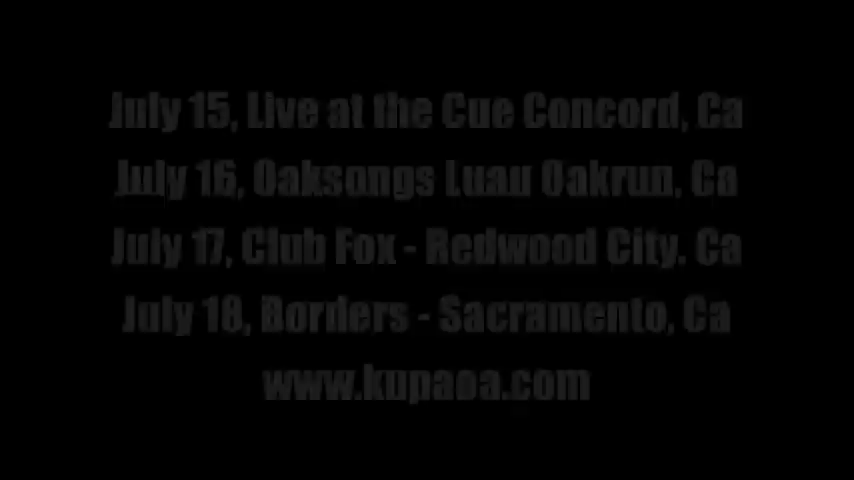 July 15, Live at the Cue Concord, Ca
July 16, Oaksongs Luau Oakrun, Ca
July 17, Club Fox - Redwood City. Ca
July 18, Borders - Sacramento, Ca
www.kupaoa.com